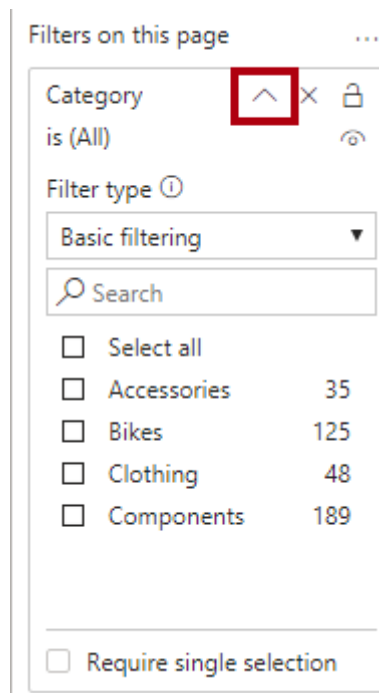 Filters on this page ...
Category
is (All)
Filter type
Basic filtering
Search
Select all
Accessories 35
Bikes 125
Clothing 48
Components 189
Require single selection